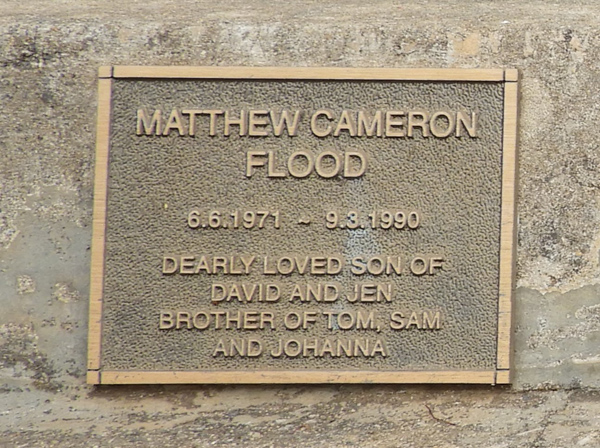 MATTHEW CAMERON
FLOOD
6.6.1971 ~ 9.3.1990
DEARLY LOVED SON OF
DAVID AND JEN
BROTHER OF TOM, SAM
AND JOHANNA